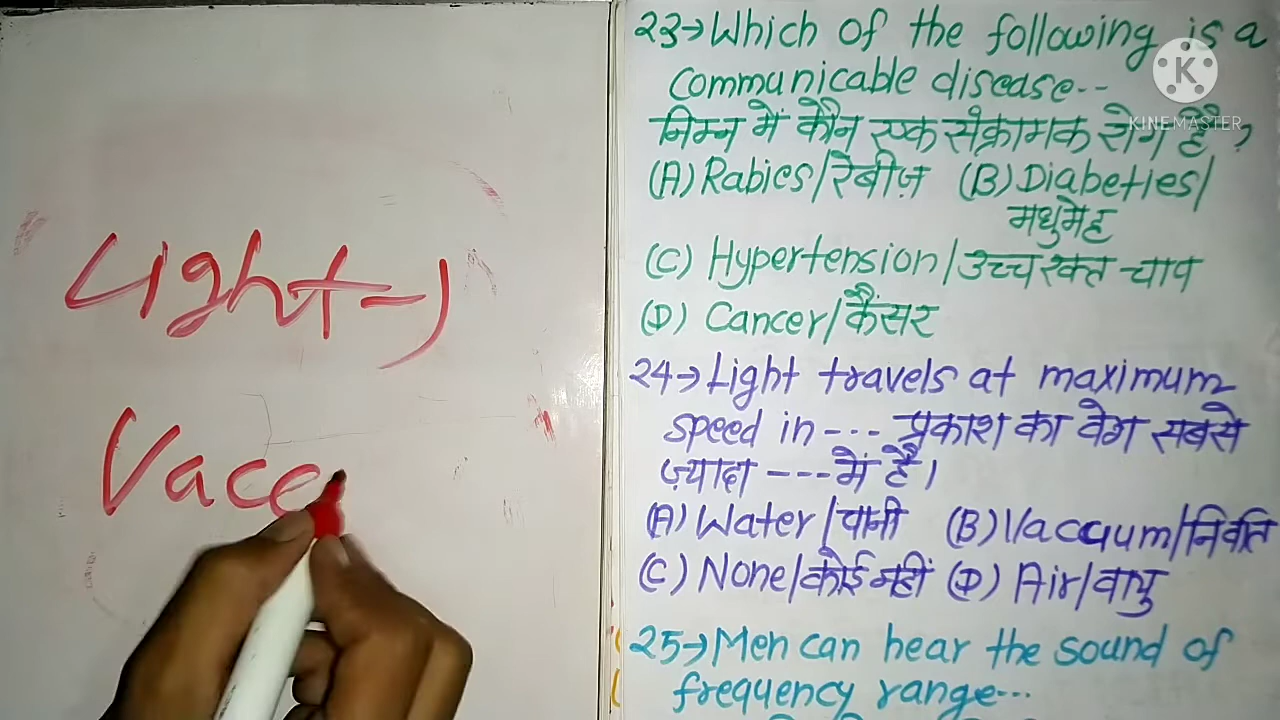 Light-)
Vacc
23→Which of the following is a
communicable disease--
निम्न में कौन एक संक्रामक रोग है?
(A) Rabies/रेबीज़ (B) Diabeties/
मधुमेह
(C) Hypertension/उच्च रक्त चाप
(D) Cancer/कैंसर
24→Light travels at maximum
speed in--- प्रकाश का वेग सबसे
ज़्यादा ---में है।
(A) Water/पानी (B) Vaccuum/निर्वात
(C) None/कोई नहीं (D) Air/वायु
25→Men can hear the sound of
frequency range...
K
KINEMASTER